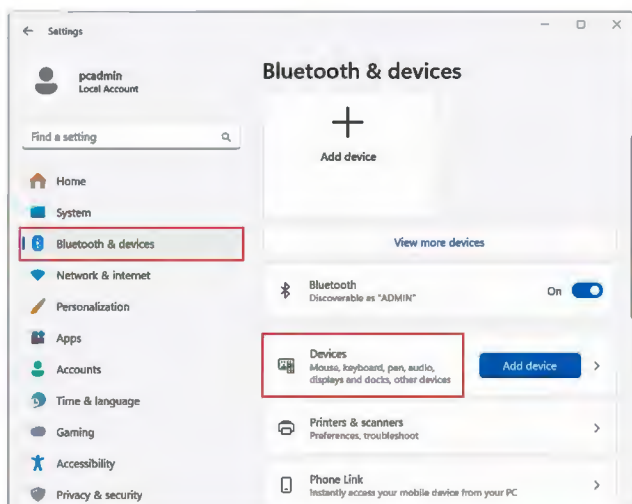 Settings
pcadmin
Local Account
Find a setting
Home
System
Bluetooth & devices
Network & internet
Personalization
Apps
Accounts
Time & language
Gaming
Accessibility
Privacy & security
Bluetooth & devices
Add device
View more devices
Bluetooth
Discoverable as "ADMIN"
On
Devices
Mouse, keyboard, pen, audio,
displays and docks, other devices
Add device
Printers & scanners
Preferences, troubleshoot
Phone Link
Instantly access your mobile device from your PC